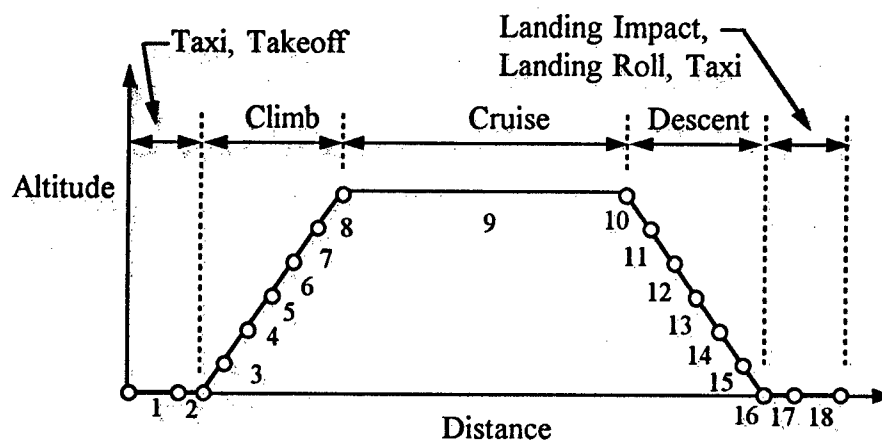 Taxi, Takeoff
Landing Impact,
Landing Roll, Taxi
Climb
Cruise
Descent
Altitude
8
9
10
7
11
6
12
5
13
4
14
3
15
1
2
16
17
18
Distance